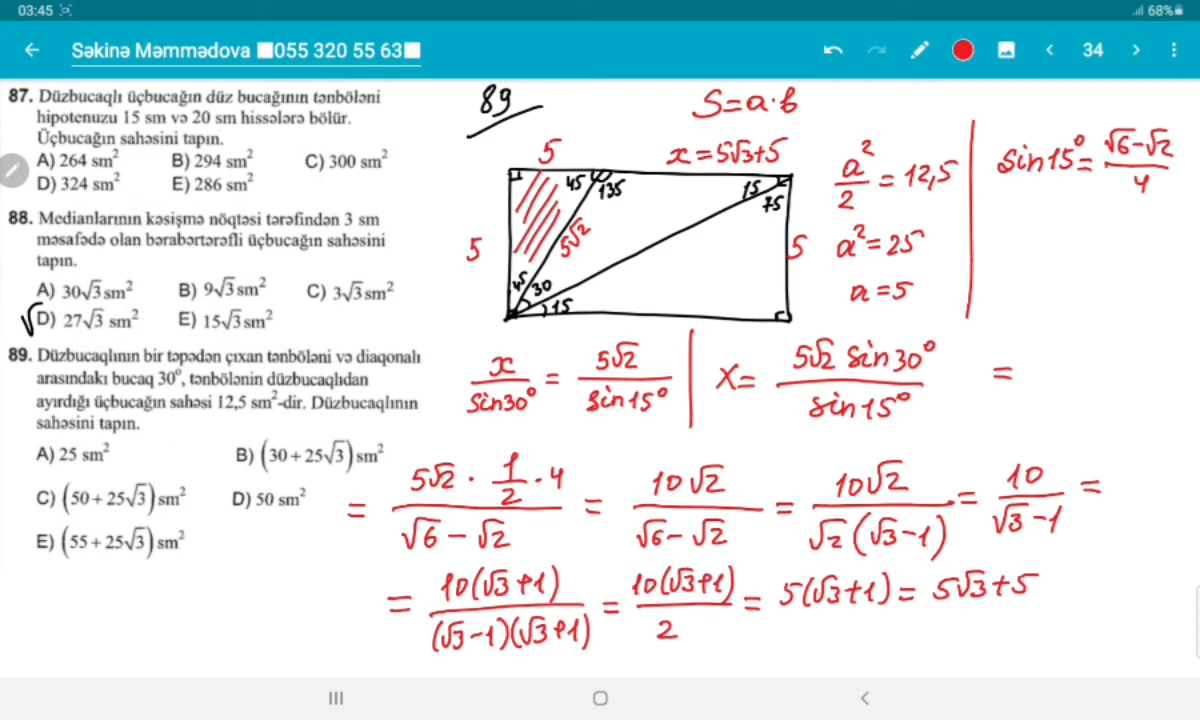 03:45 68%
Səkinə Məmmədova 055 320 55 63 34
87. Düzbucaqlı üçbucağın düz bucağının tənböləni
hipotenuzu 15 sm və 20 sm hissələrə bölür.
Üçbucağın sahəsini tapın.
A) 264 sm² B) 294 sm² C) 300 sm²
D) 324 sm² E) 286 sm²
88. Medianlarının kəsişmə nöqtəsi tərəfindən 3 sm
məsafədə olan bərabərtərəfli üçbucağın sahəsini
tapın.
A) 30√3 sm² B) 9√3 sm² C) 3√3 sm²
√D) 27√3 sm² E) 15√3 sm²
89. Düzbucaqlının bir təpədən çıxan tənböləni və diaqonalı
arasındakı bucaq 30⁰, tənbölənin düzbucaqlıdan
ayırdığı üçbucağın sahəsi 12,5 sm²-dir. Düzbucaqlının
sahəsini tapın.
A) 25 sm² B) (30 + 25√3) sm²
C) (50 + 25√3) sm² D) 50 sm²
E) (55 + 25√3) sm²
89
S=a·b
5 x=5√3+5
45 135 15 75
5 5√2 5
45 30 15
a²/2 = 12,5
a²=25
a=5
sin15°= (√6-√2)/4
x/sin30° = 5√2/sin15° | x= 5√2 sin30°/sin15° =
= (5√2 · 1/2 · 4)/(√6-√2) = 10√2/(√6-√2) = 10√2/(√2(√3-1)) = 10/(√3-1) =
= 10(√3+1)/((√3-1)(√3+1)) = 10(√3+1)/2 = 5(√3+1) = 5√3+5